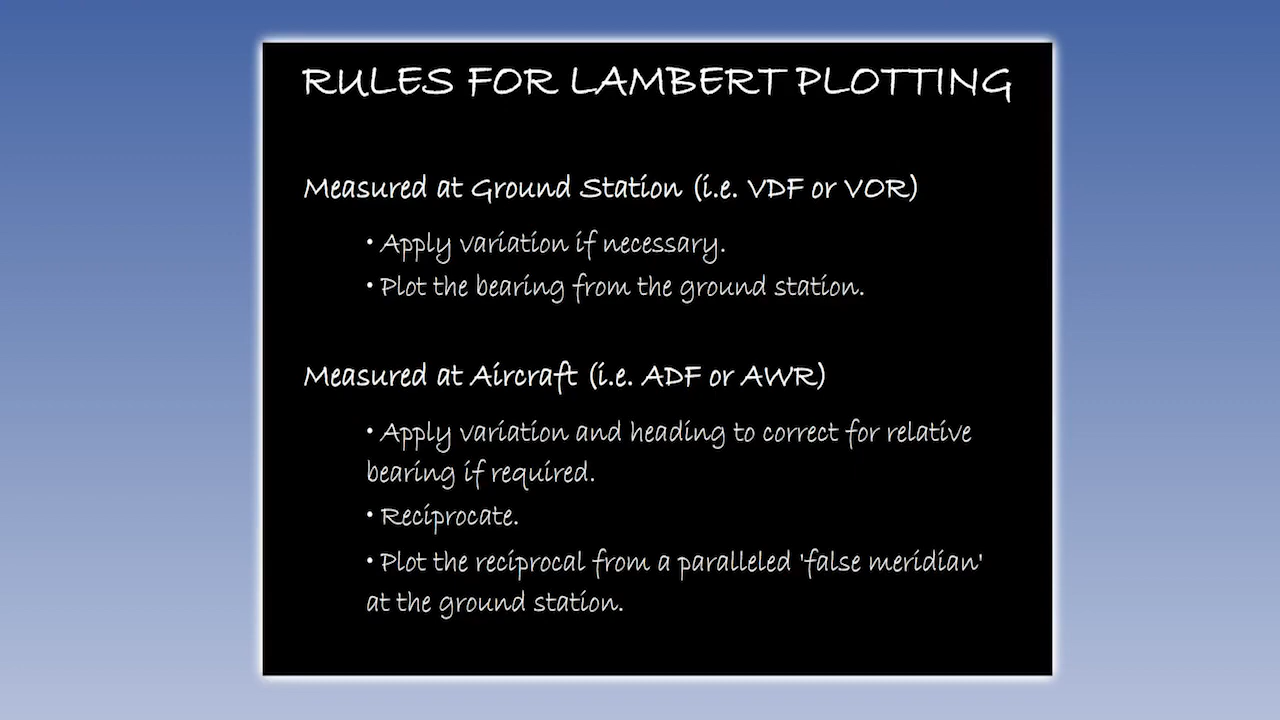 RULES FOR LAMBERT PLOTTING
Measured at Ground Station (i.e. VDF or VOR)
• Apply variation if necessary.
• Plot the bearing from the ground station.
Measured at Aircraft (i.e. ADF or AWR)
• Apply variation and heading to correct for relative
bearing if required.
• Reciprocate.
• Plot the reciprocal from a paralleled 'false meridian'
at the ground station.